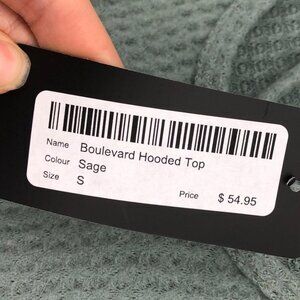 Name Boulevard Hooded Top
Colour Sage
Size S
Price $ 54.95